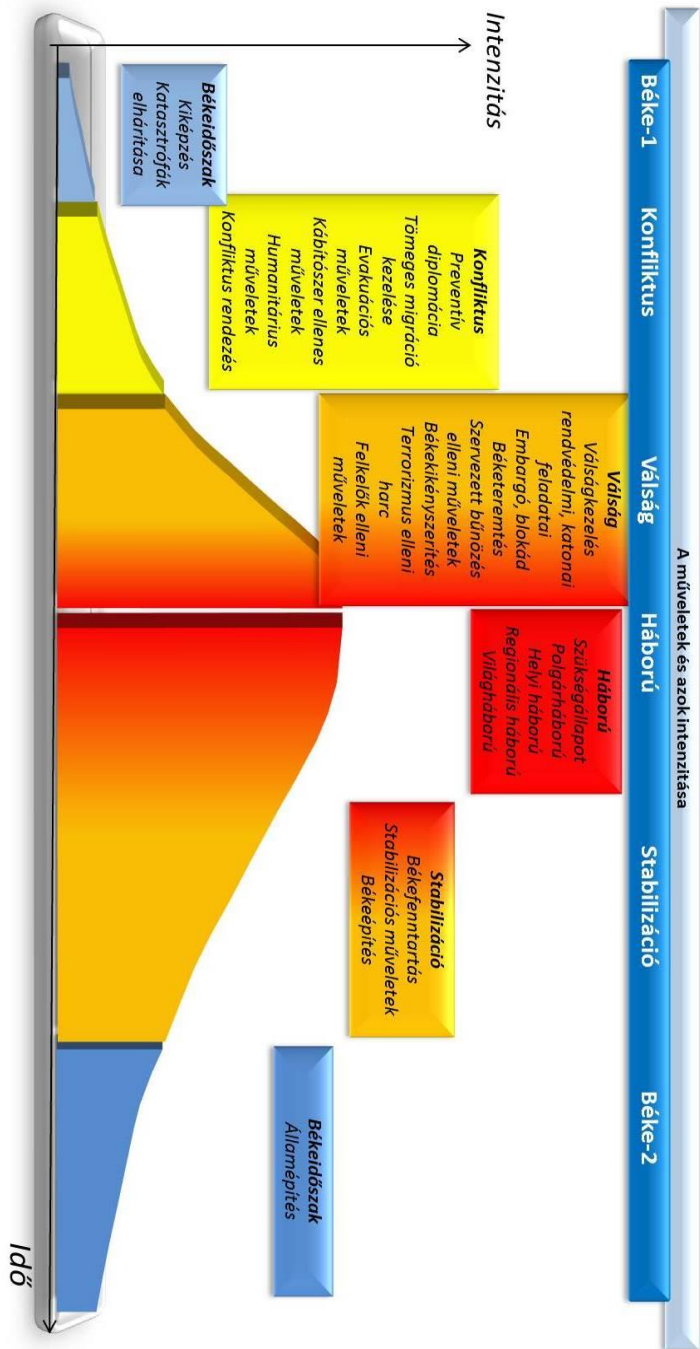 A műveletek és azok intenzitása
Béke-1
Konfliktus
Válság
Háború
Stabilizáció
Béke-2
Intenzitás
Békeidőszak
Kiképzés
Katasztrófák
elhárítása
Konfliktus
Preventív
diplomácia
Tömeges migráció
kezelése
Evakuációs
műveletek
Kábítószer ellenes
műveletek
Humanitárius
műveletek
Konfliktus rendezés
Válság
Válságkezelés
rendvédelmi, katonai
feladatai
Embargó, blokád
Béketeremtés
Szervezett bűnözés
elleni műveletek
Békekikényszerítés
Terrorizmus elleni
harc
Felkelők elleni
műveletek
Háború
Szükségállapot
Polgárháború
Helyi háború
Regionális háború
Világháború
Stabilizáció
Békefenntartás
Stabilizációs műveletek
Békeépítés
Békeidőszak
Államépítés
Idő